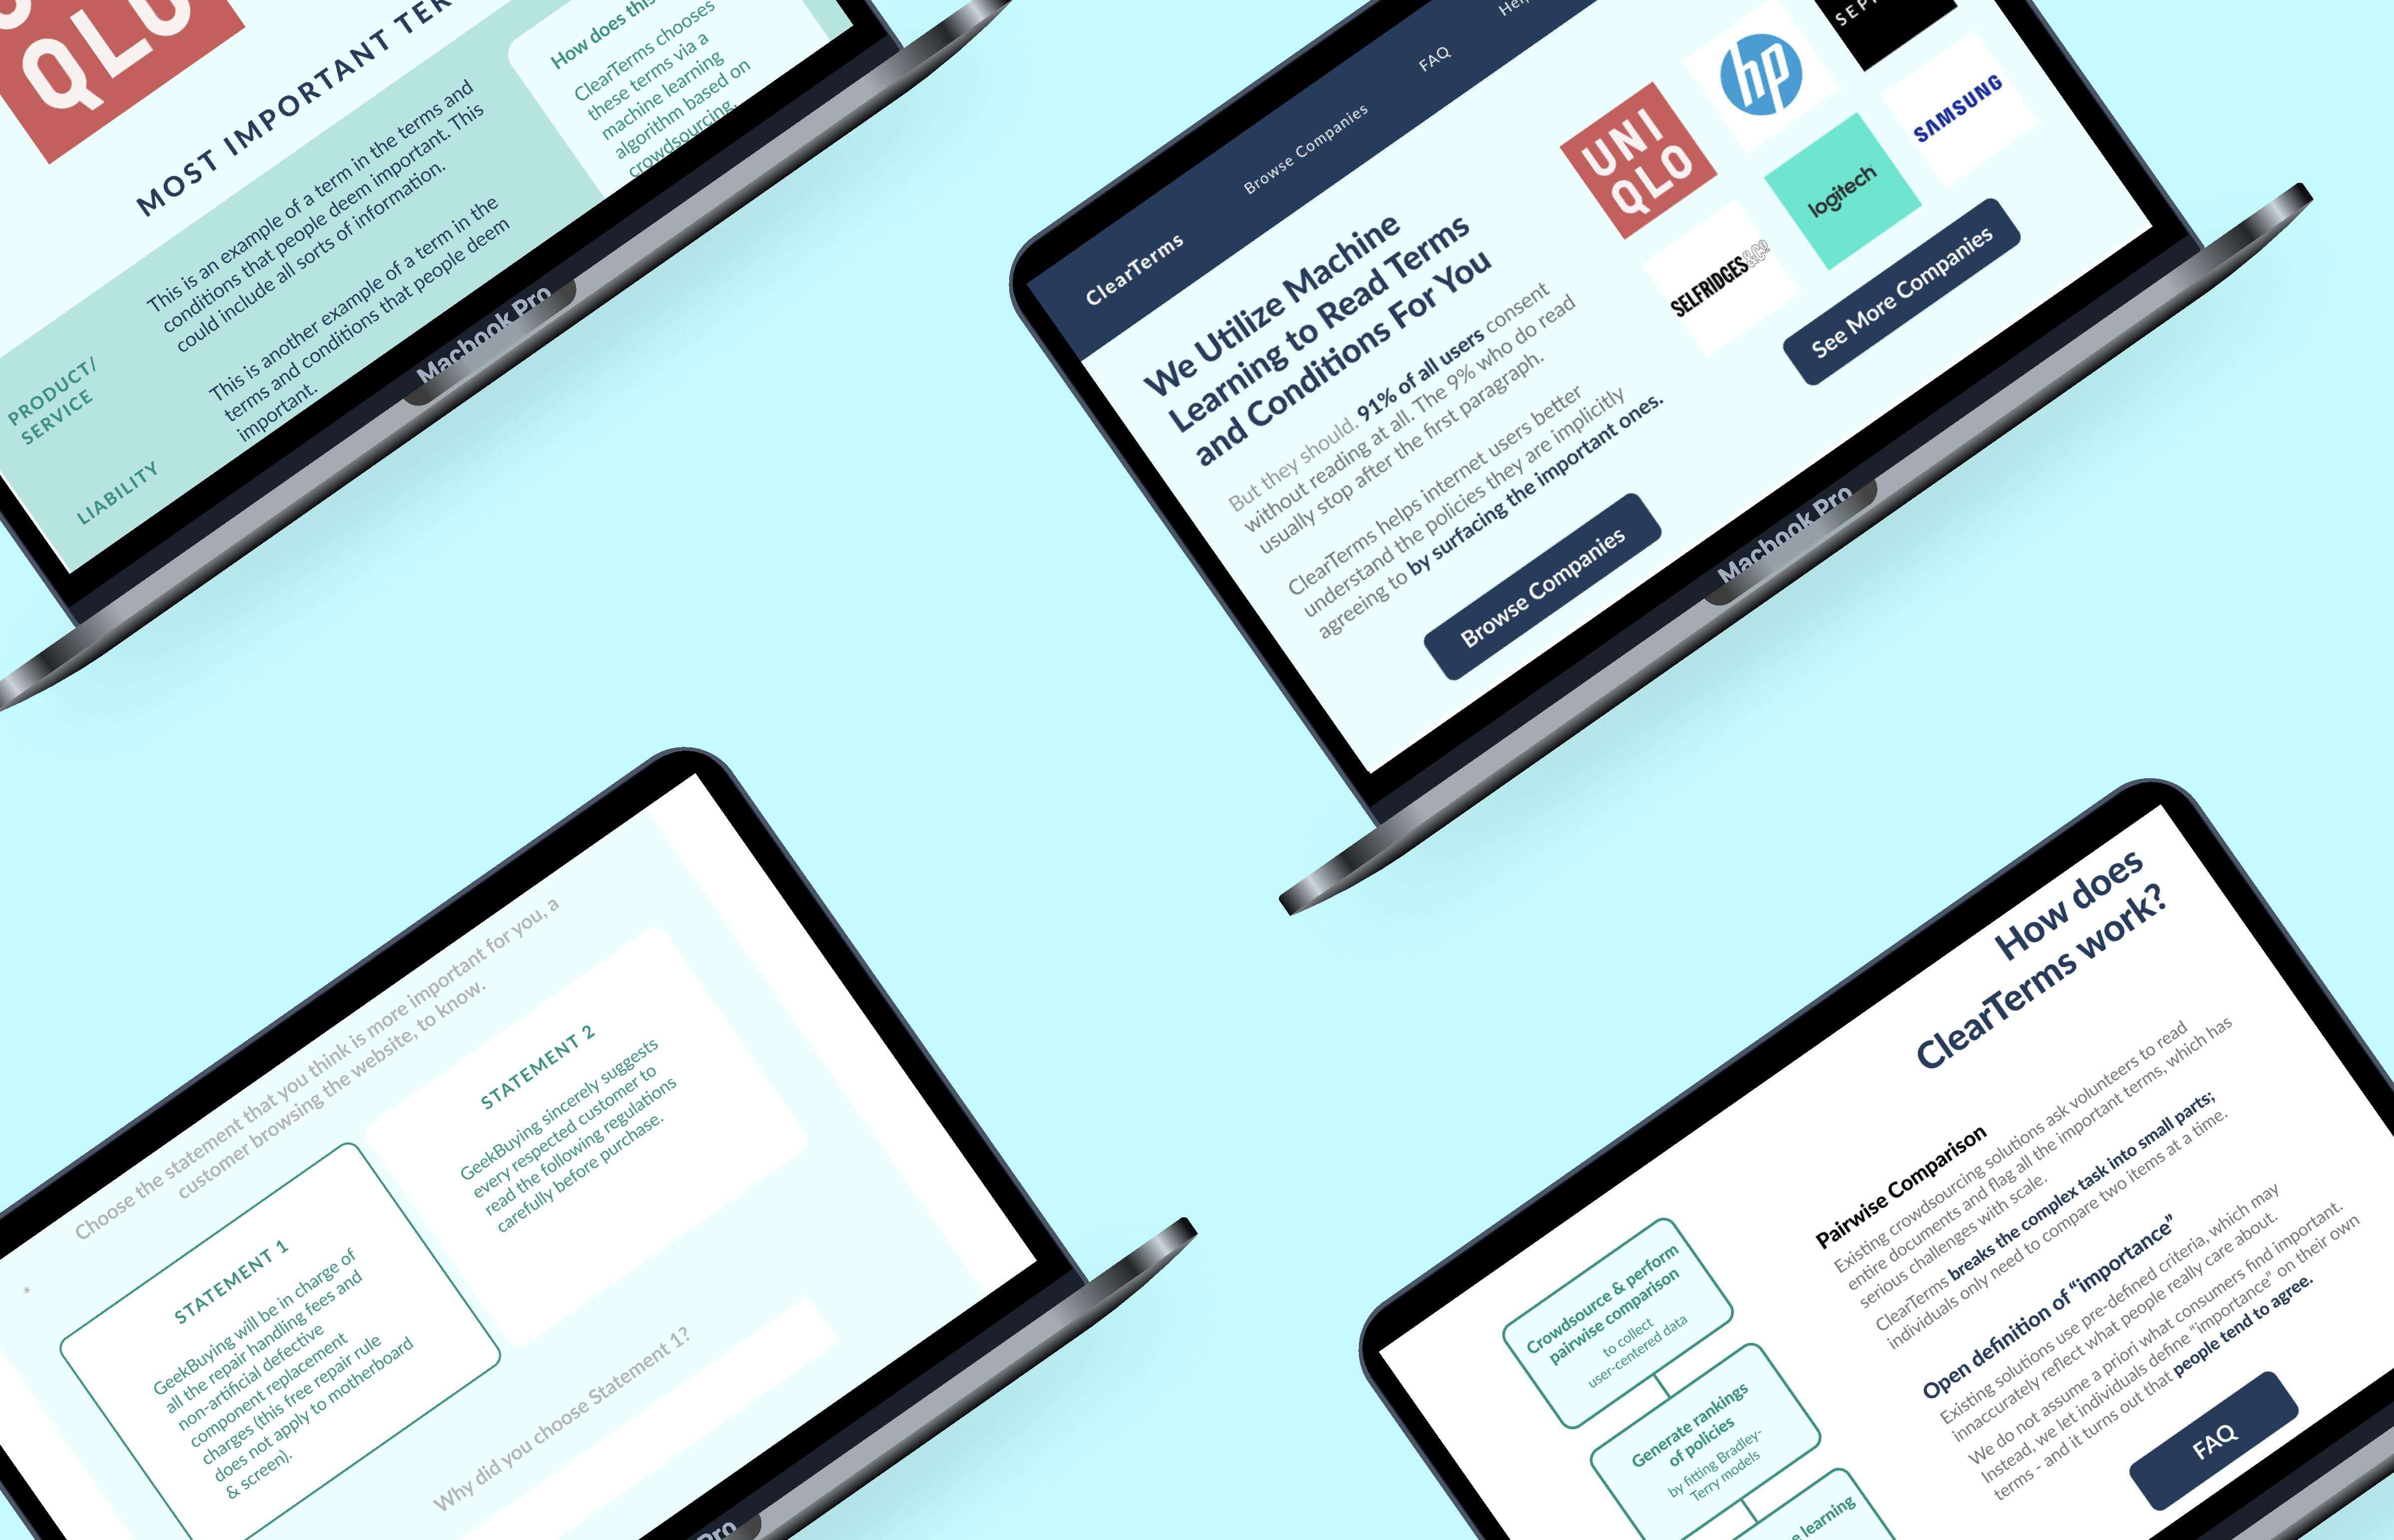 QLO
MOST IMPORTANT
How does this
ClearTerms chooses
these terms via a
machine learning
algorithm based on
crowdsourcing.
PRODUCT/
SERVICE
LIABILITY
This is an example of a term in the terms and
conditions that people deem important. This
could include all sorts of information.
This is another example of a term in the
terms and conditions that people deem
important.
Macbook Pro
ClearTerms
Browse Companies
FAQ
We Utilize Machine
Learning to Read Terms
and Conditions For You
But they should. 91% of all users consent
without reading at all. The 9% who do read
usually stop after the first paragraph.
ClearTerms helps internet users better
understand the policies they are implicitly
agreeing to by surfacing the important ones.
Browse Companies
UNI
QLO
hp
SAMSUNG
logitech
SELFRIDGES&CO
See More Companies
Macbook Pro
Choose the statement that you think is more important for you, a
customer browsing the website, to know.
*
STATEMENT 1
GeekBuying will be in charge of
all the repair handling fees and
non-artificial defective
component replacement
charges (this free repair rule
does not apply to motherboard
& screen).
STATEMENT 2
GeekBuying sincerely suggests
every respected customer to
read the following regulations
carefully before purchase.
Why did you choose Statement 1?
Pro
How does
ClearTerms work?
Crowdsource & perform
pairwise comparison
to collect
user-centered data
Generate rankings
of policies
by fitting Bradley-
Terry models
learning
Pairwise Comparison
Existing crowdsourcing solutions ask volunteers to read
entire documents and flag all the important terms, which has
serious challenges with scale.
ClearTerms breaks the complex task into small parts;
individuals only need to compare two items at a time.
Open definition of “importance”
Existing solutions use pre-defined criteria, which may
inaccurately reflect what people really care about.
We do not assume a priori what consumers find important.
Instead, we let individuals define “importance” on their own
terms - and it turns out that people tend to agree.
FAQ